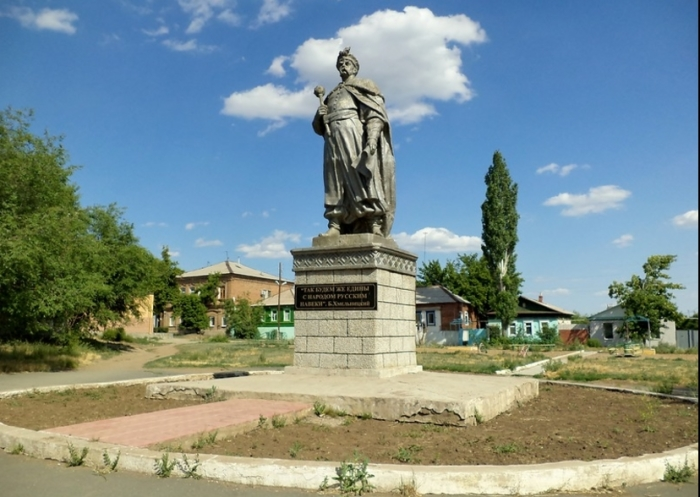 "ТАК БУДЕМ ЖЕ ЕДИНЫ
С НАРОДОМ РУССКИМ
НАВЕКИ". Б.Хмельницкий